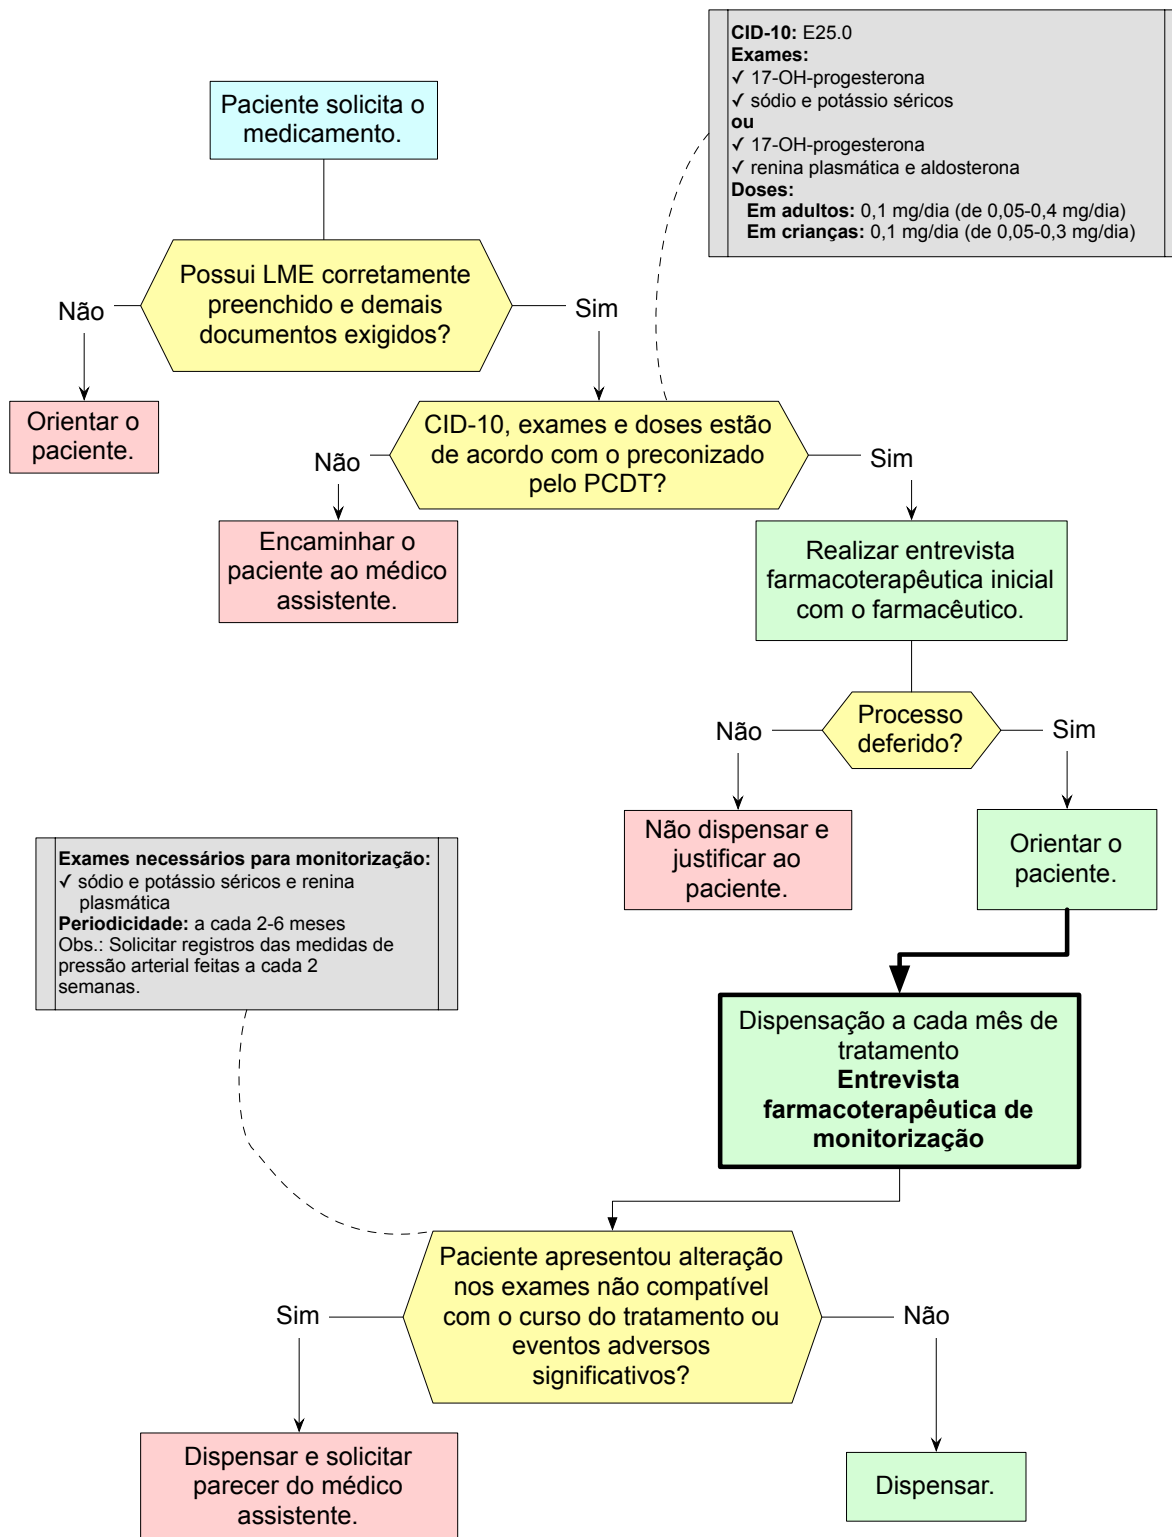 CID-10: E25.0
Exames:
✓ 17-OH-progesterona
✓ sódio e potássio séricos
ou
✓ 17-OH-progesterona
✓ renina plasmática e aldosterona
Doses:
Em adultos: 0,1 mg/dia (de 0,05-0,4 mg/dia)
Em crianças: 0,1 mg/dia (de 0,05-0,3 mg/dia)
Paciente solicita o
medicamento.
Possui LME corretamente
preenchido e demais
documentos exigidos?
Não
Sim
Orientar o
paciente.
CID-10, exames e doses estão
de acordo com o preconizado
pelo PCDT?
Não
Sim
Encaminhar o
paciente ao médico
assistente.
Realizar entrevista
farmacoterapêutica inicial
com o farmacêutico.
Processo
deferido?
Não
Sim
Não dispensar e
justificar ao
paciente.
Orientar o
paciente.
Exames necessários para monitorização:
✓ sódio e potássio séricos e renina
plasmática
Periodicidade: a cada 2-6 meses
Obs.: Solicitar registros das medidas de
pressão arterial feitas a cada 2
semanas.
Dispensação a cada mês de
tratamento
Entrevista
farmacoterapêutica de
monitorização
Paciente apresentou alteração
nos exames não compatível
com o curso do tratamento ou
eventos adversos
significativos?
Sim
Não
Dispensar e solicitar
parecer do médico
assistente.
Dispensar.